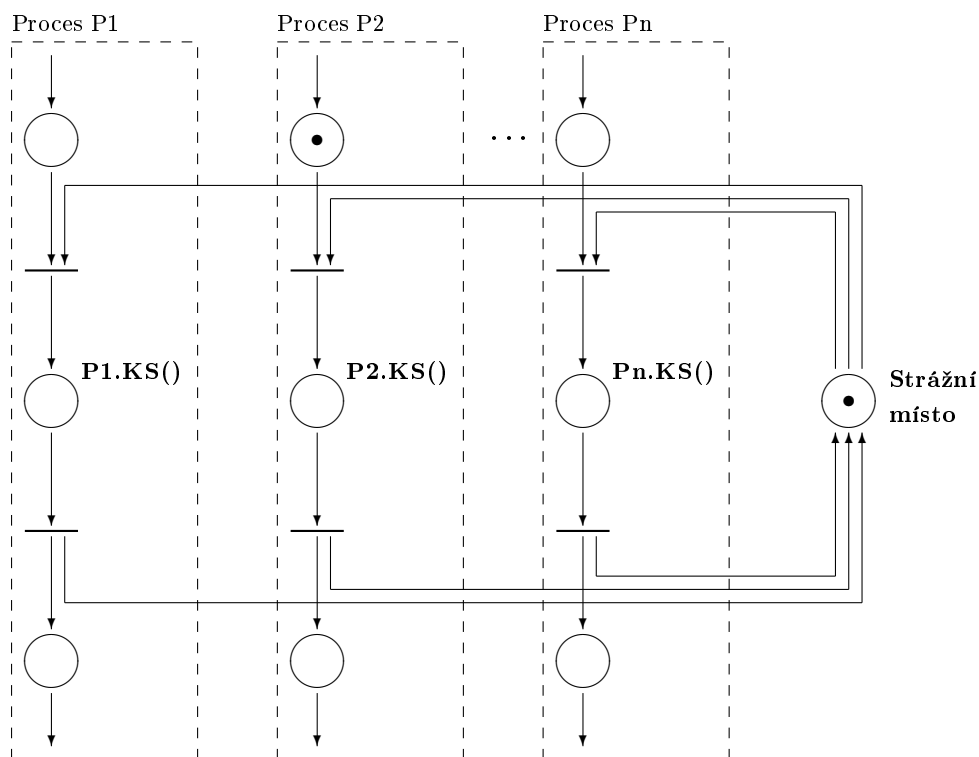 Proces P1
Proces P2
Proces Pn
...
P1.KS()
P2.KS()
Pn.KS()
Strážní
místo